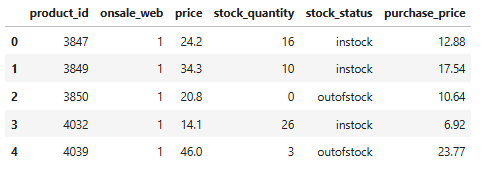 product_id onsale_web price stock_quantity stock_status purchase_price
0 3847 1 24.2 16 instock 12.88
1 3849 1 34.3 10 instock 17.54
2 3850 1 20.8 0 outofstock 10.64
3 4032 1 14.1 26 instock 6.92
4 4039 1 46.0 3 outofstock 23.77